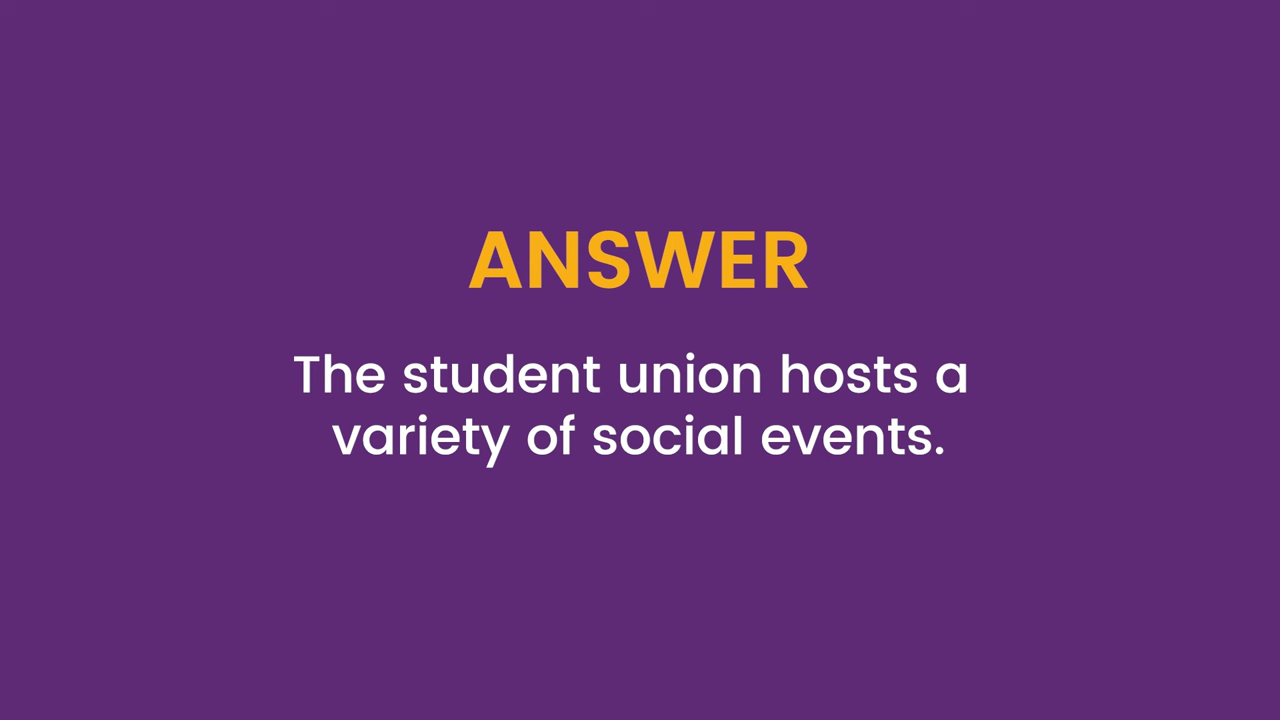 ANSWER
The student union hosts a
variety of social events.